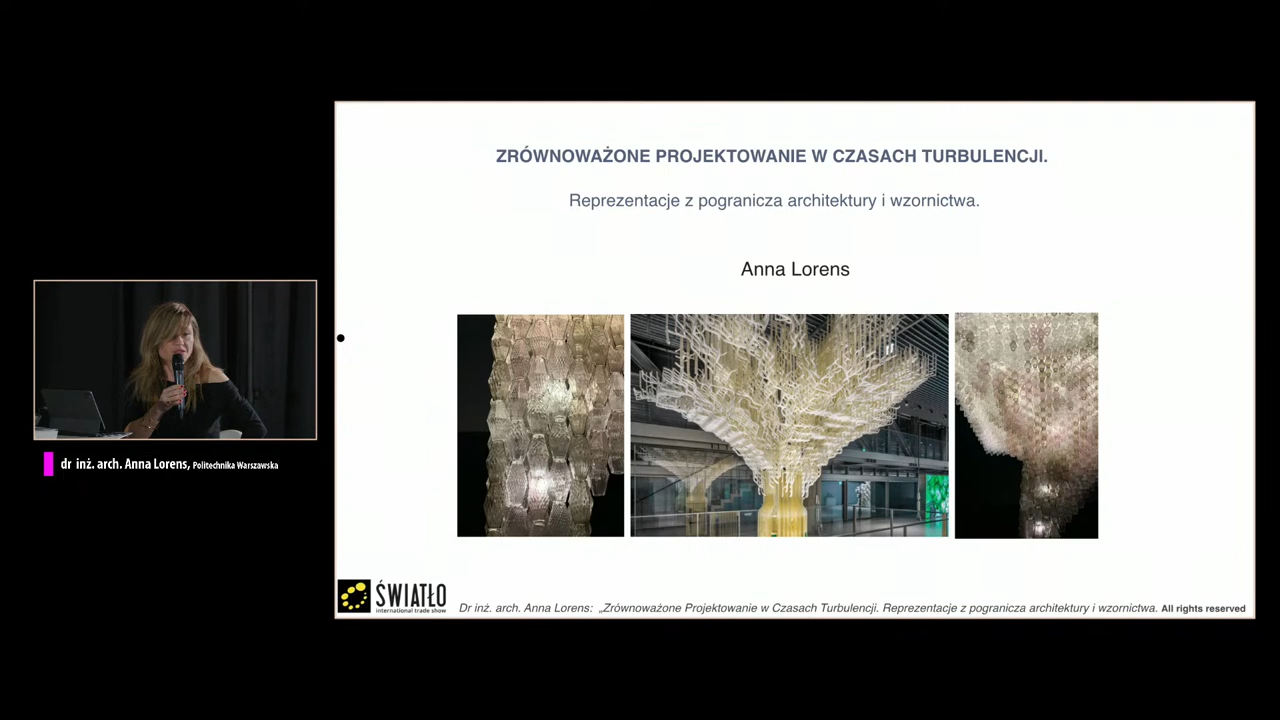 ZRÓWNOWAŻONE PROJEKTOWANIE W CZASACH TURBULENCJI.
Reprezentacje z pogranicza architektury i wzornictwa.
Anna Lorens
dr inż. arch. Anna Lorens, Politechnika Warszawska
ŚWIATŁO
international trade show
Dr inż. arch. Anna Lorens: „Zrównoważone Projektowanie w Czasach Turbulencji. Reprezentacje z pogranicza architektury i wzornictwa. All rights reserved